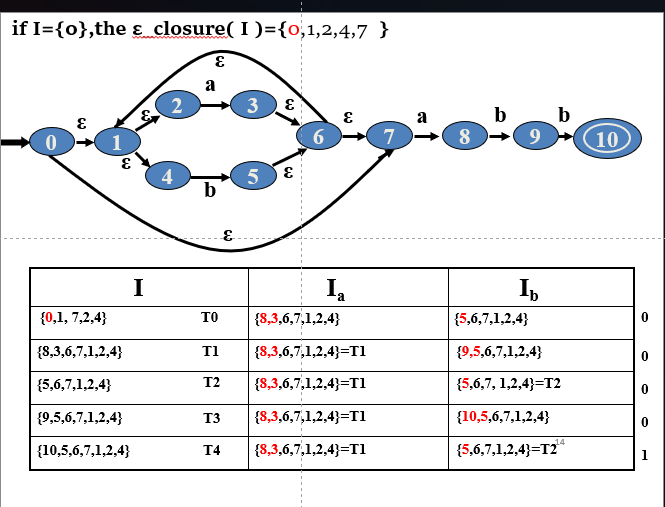 if I={o},the ε_closure( I )={0,1,2,4,7 }
ε
a
2 3
ε ε
ε ε a b b
0 1 6 7 8 9 10
ε ε
4 5
b
ε
I Ia Ib
{0,1, 7,2,4} T0 {8,3,6,7,1,2,4} {5,6,7,1,2,4} 0
{8,3,6,7,1,2,4} T1 {8,3,6,7,1,2,4}=T1 {9,5,6,7,1,2,4} 0
{5,6,7,1,2,4} T2 {8,3,6,7,1,2,4}=T1 {5,6,7, 1,2,4}=T2 0
{9,5,6,7,1,2,4} T3 {8,3,6,7,1,2,4}=T1 {10,5,6,7,1,2,4} 0
{10,5,6,7,1,2,4} T4 {8,3,6,7,1,2,4}=T1 {5,6,7,1,2,4}=T2 14 1